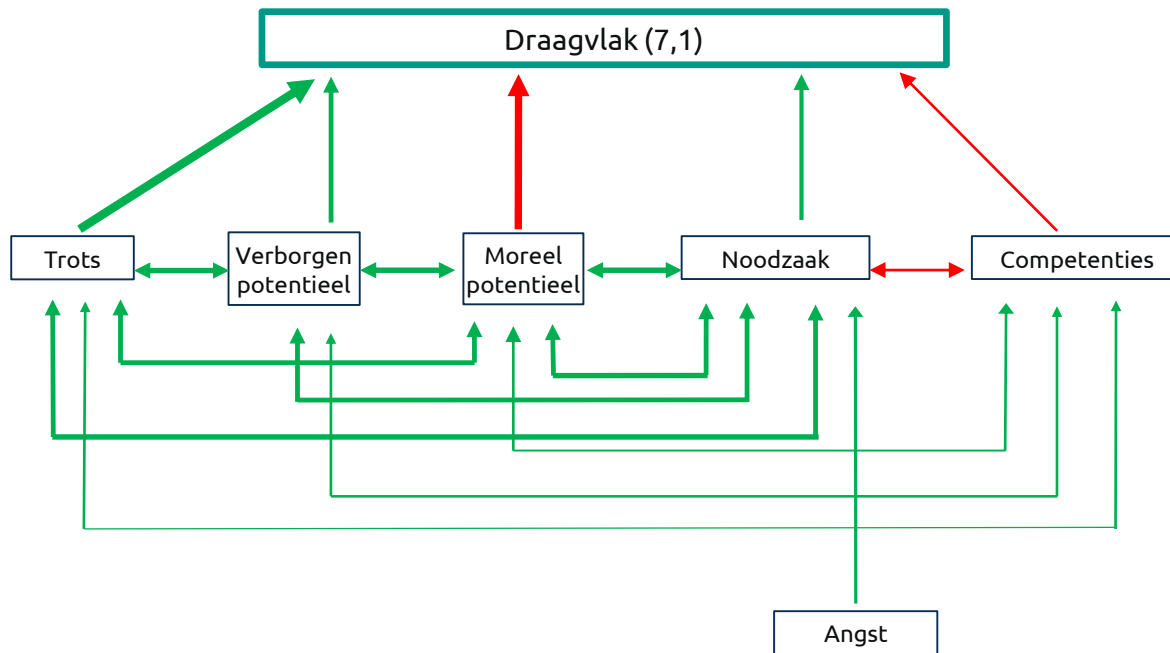 Draagvlak (7,1)
Trots
Verborgen
potentieel
Moreel
potentieel
Noodzaak
Competenties
Angst